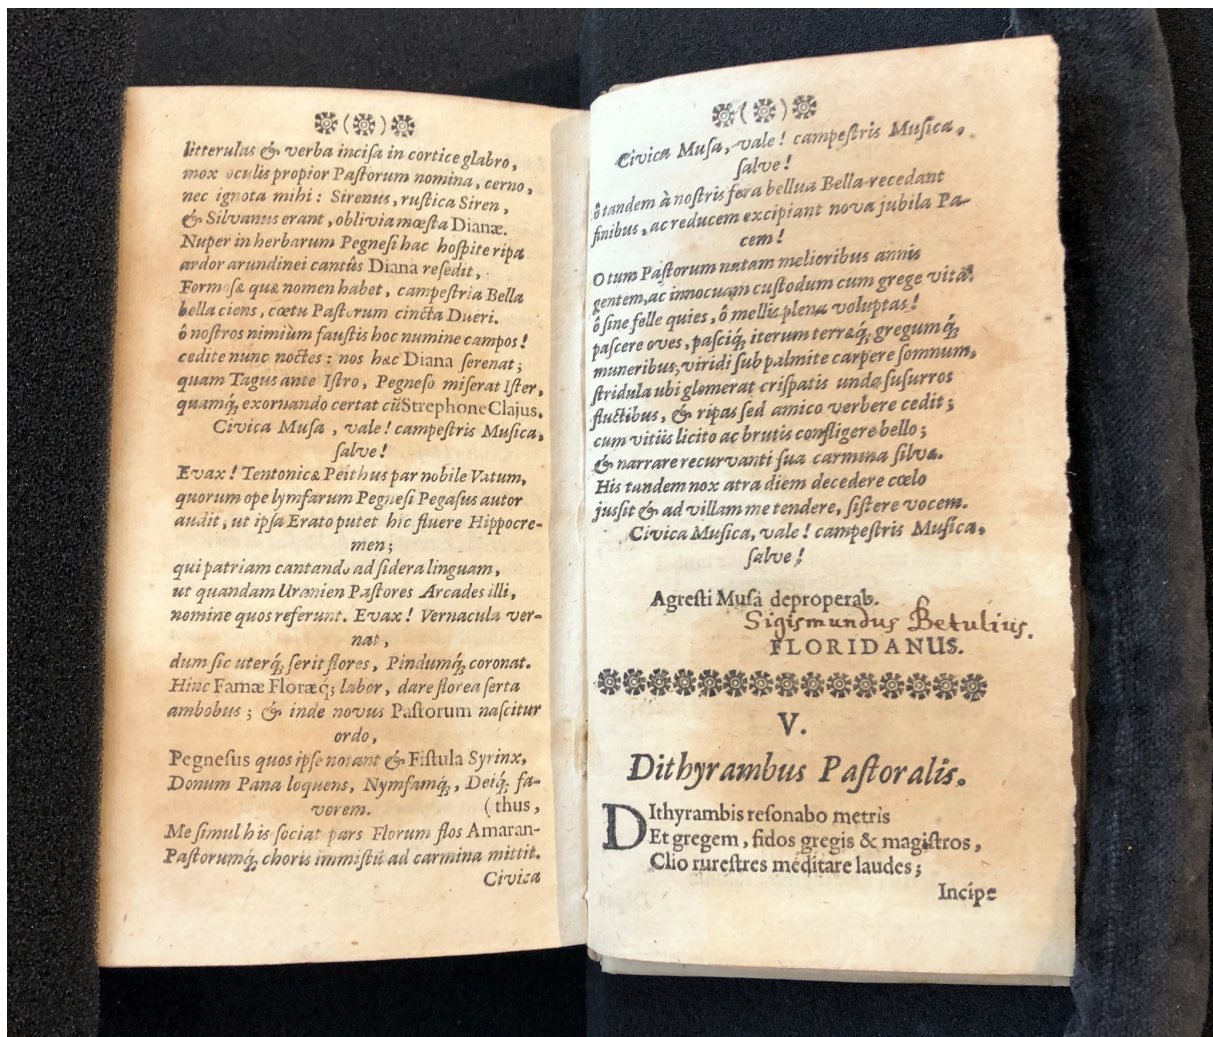 litterulas & verba incisa in cortice glabro,
mox oculis propior Pastorum nomina, cerno,
nec ignota mihi: Sirenus, rustica Siren,
& Silvanus erant, oblivia mœsta Dianæ.
Nuper in herbarum Pegnesi hac hospite ripa
ardor arundinei cantûs Diana resedit,
Formosæ quæ nomen habet, campestria Bella
bella ciens, cœtu Pastorum cincta Dueri.
ô nostros nimiùm faustis hoc numine campos!
cedite nunc noctes: nos hæc Diana serenat;
quam Tagus ante Istro, Pegneso miserat Ister,
quamq; exornando certat cũ Strephone Clajus.
Civica Musa, vale! campestris Musica,
salve!
Evax! Tentonicæ Peithus par nobile Vatum,
quorum ope lymfarum Pegnesi Pegasus autor
audit, ut ipsa Erato putet hic fluere Hippocre-
men;
qui patriam cantando ad sidera linguam,
ut quandam Uranien Pastores Arcades illi,
nomine quos referunt. Evax! Vernacula ver-
nat,
dum sic uterq; serit flores, Pindumq; coronat.
Hinc Famæ Floræq; labor, dare florea serta
ambobus; & inde novus Pastorum nascitur
ordo,
Pegnesus quos ipse notant & Fistula Syrinx,
Donum Pana loquens, Nymfamq;, Deiq; fa-
vorem. (thus,
Me simul his sociat pars Florum flos Amaran-
Pastorumq; choris immistũ ad carmina mittit.
Civica
Civica Musa, vale! campestris Musica,
salve!
ô tandem à nostris fera bellua Bella recedant
finibus, ac reducem excipiant nova jubila Pa-
cem!
O tum Pastorum natam melioribus annis
gentem, ac innocuam custodum cum grege vitã!
ô sine felle quies, ô mellis plena voluptas!
pascere oves, pasciq; iterum terræq; gregumq;
muneribus, viridi sub palmite carpere somnum,
stridula ubi glomerat crispatis unda susurros
fluctibus, & ripas sed amico verbere cedit;
cum vitiis licito ac brutis confligere bello;
& narrare recurvanti sua carmina silvæ.
His tandem nox atra diem decedere cœlo
jussit & ad villam me tendere, sistere vocem.
Civica Musica, vale! campestris Musica,
salve!
Agresti Musâ deproperab.
Sigismundus Betulius.
FLORIDANUS.
V.
Dithyrambus Pastoralis.
DIthyrambis resonabo metris
Et gregem, fidos gregis & magistros,
Clio rurestres meditare laudes;
Incipe